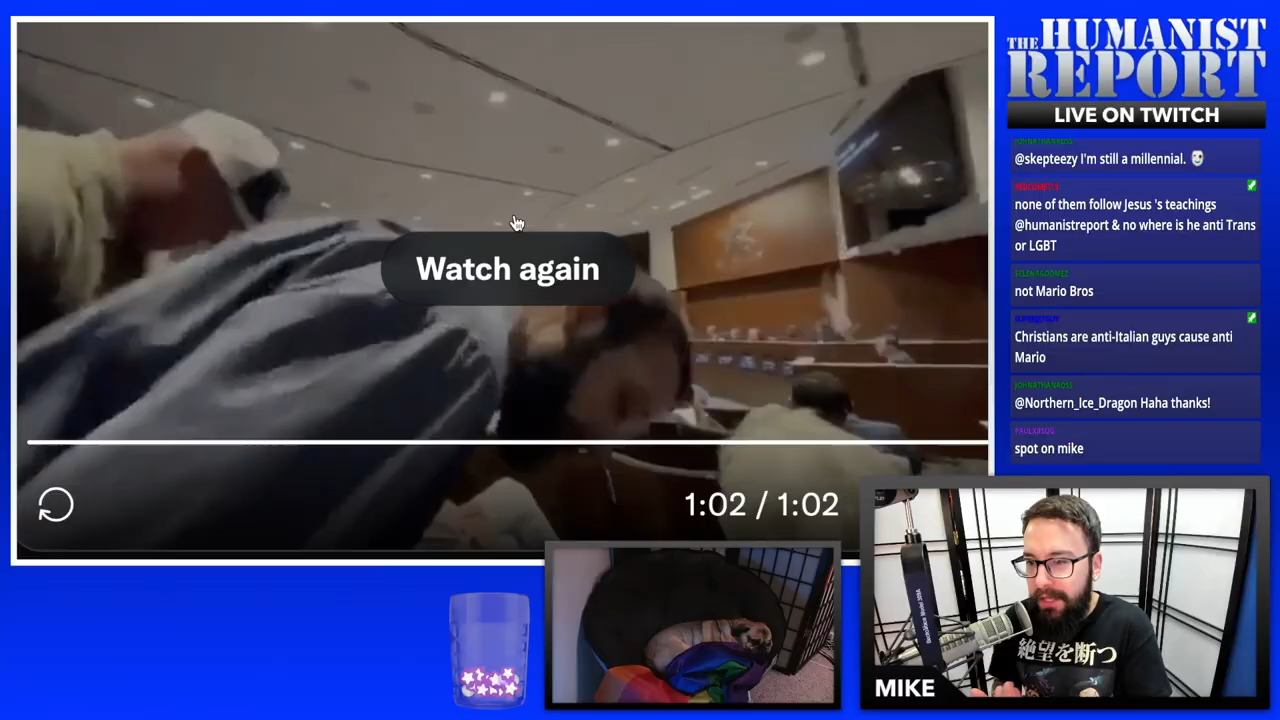 THE HUMANIST
REPORT
LIVE ON TWITCH
@skepteezy I'm still a millennial.
none of them follow Jesus 's teachings
@humanistreport & no where is he anti Trans
or LGBT
SELENAGOOMEZ
not Mario Bros
Christians are anti-Italian guys cause anti
Mario
JOHNATHANROSS
@Northern_Ice_Dragon Haha thanks!
spot on mike
Watch again
1:02 / 1:02
絶望を断つ
MIKE